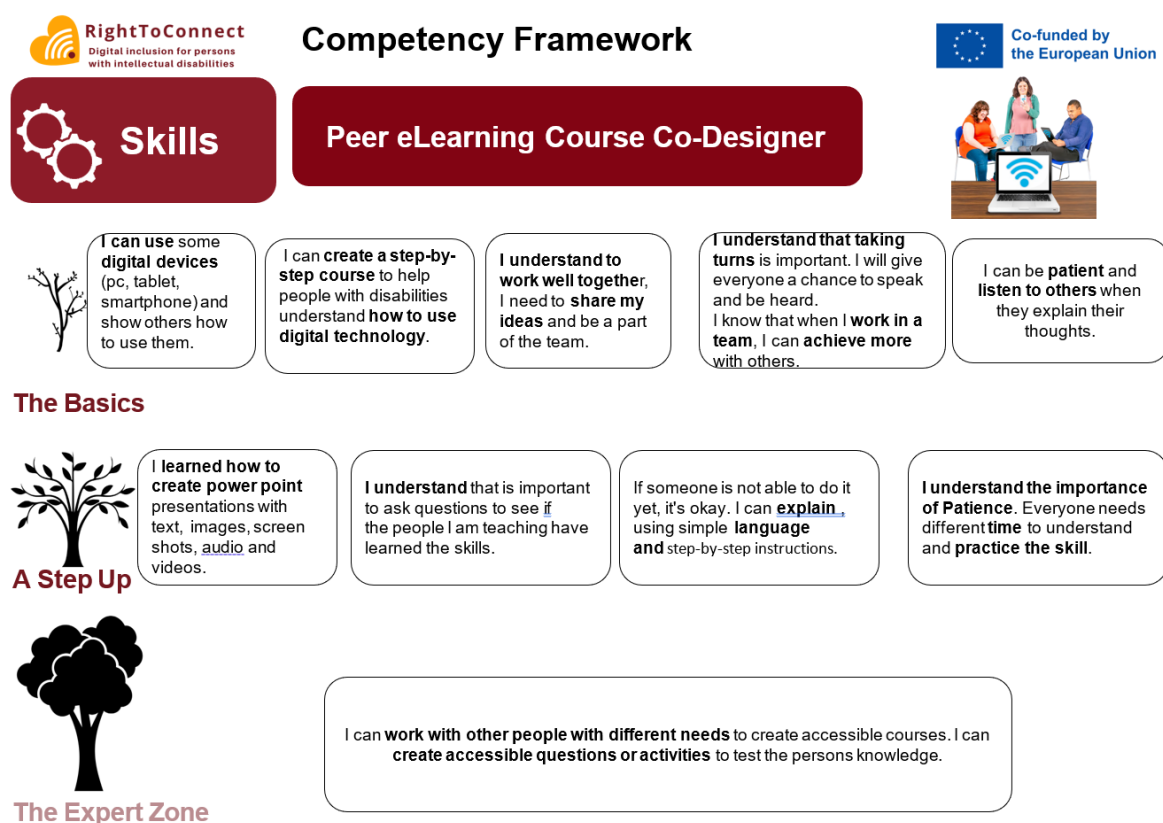 RightToConnect
Digital inclusion for persons
with intellectual disabilities
Competency Framework
Co-funded by
the European Union
Skills
Peer eLearning Course Co-Designer
I can use some
digital devices
(pc, tablet,
smartphone) and
show others how
to use them.
I can create a step-by-
step course to help
people with disabilities
understand how to use
digital technology.
I understand to
work well together,
I need to share my
ideas and be a part
of the team.
I understand that taking
turns is important. I will give
everyone a chance to speak
and be heard.
I know that when I work in a
team, I can achieve more
with others.
I can be patient and
listen to others when
they explain their
thoughts.
The Basics
I learned how to
create power point
presentations with
text, images, screen
shots, audio and
videos.
I understand that is important
to ask questions to see if
the people I am teaching have
learned the skills.
If someone is not able to do it
yet, it's okay. I can explain ,
using simple language
and step-by-step instructions.
I understand the importance
of Patience. Everyone needs
different time to understand
and practice the skill.
A Step Up
I can work with other people with different needs to create accessible courses. I can
create accessible questions or activities to test the persons knowledge.
The Expert Zone